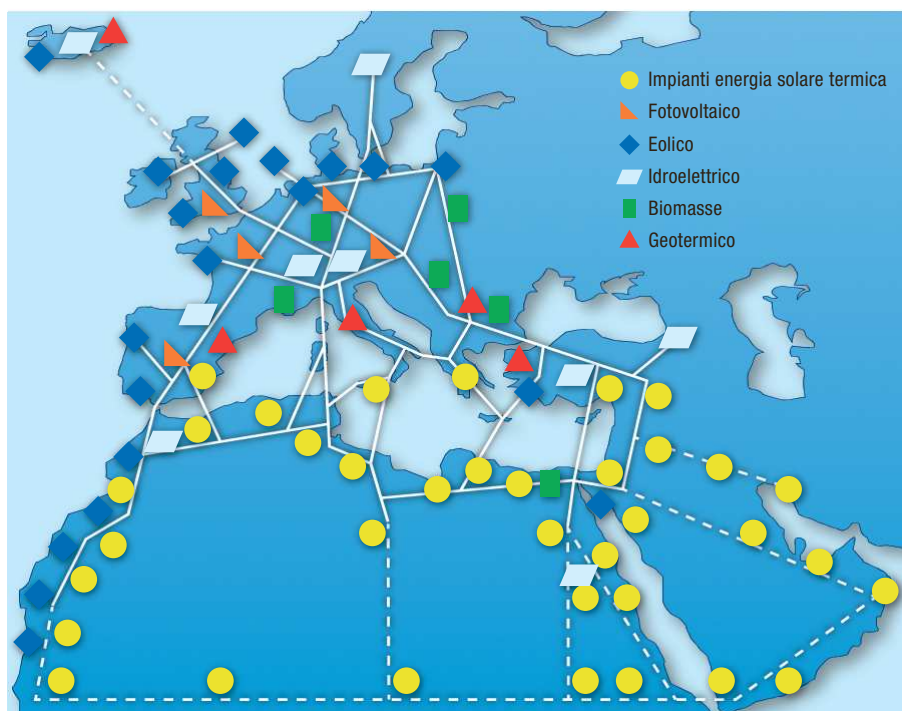 Impianti energia solare termica
Fotovoltaico
Eolico
Idroelettrico
Biomasse
Geotermico